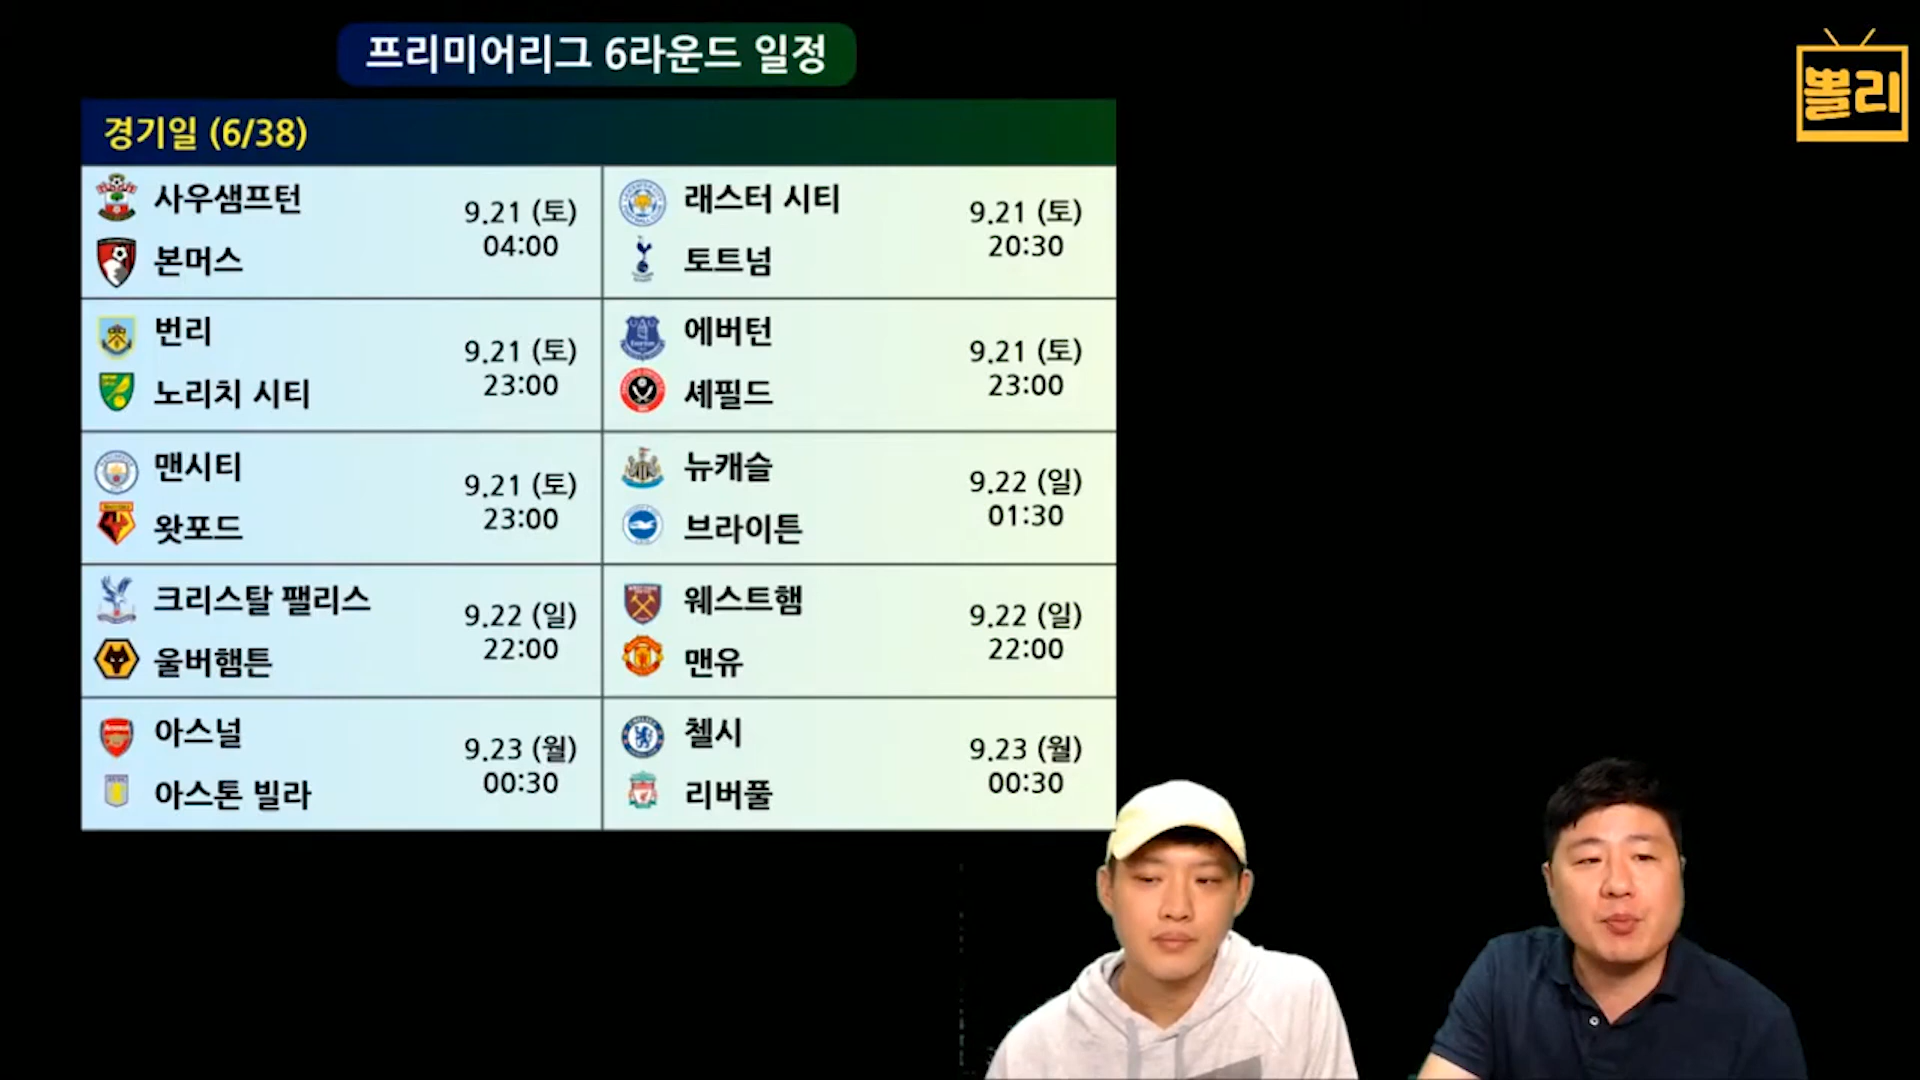 프리미어리그 6라운드 일정
뽈리
경기일 (6/38)
사우샘프턴
본머스
9.21 (토)
04:00
래스터 시티
토트넘
9.21 (토)
20:30
번리
노리치 시티
9.21 (토)
23:00
에버턴
셰필드
9.21 (토)
23:00
맨시티
왓포드
9.21 (토)
23:00
뉴캐슬
브라이튼
9.22 (일)
01:30
크리스탈 팰리스
울버햄튼
9.22 (일)
22:00
웨스트햄
맨유
9.22 (일)
22:00
아스널
아스톤 빌라
9.23 (월)
00:30
첼시
리버풀
9.23 (월)
00:30